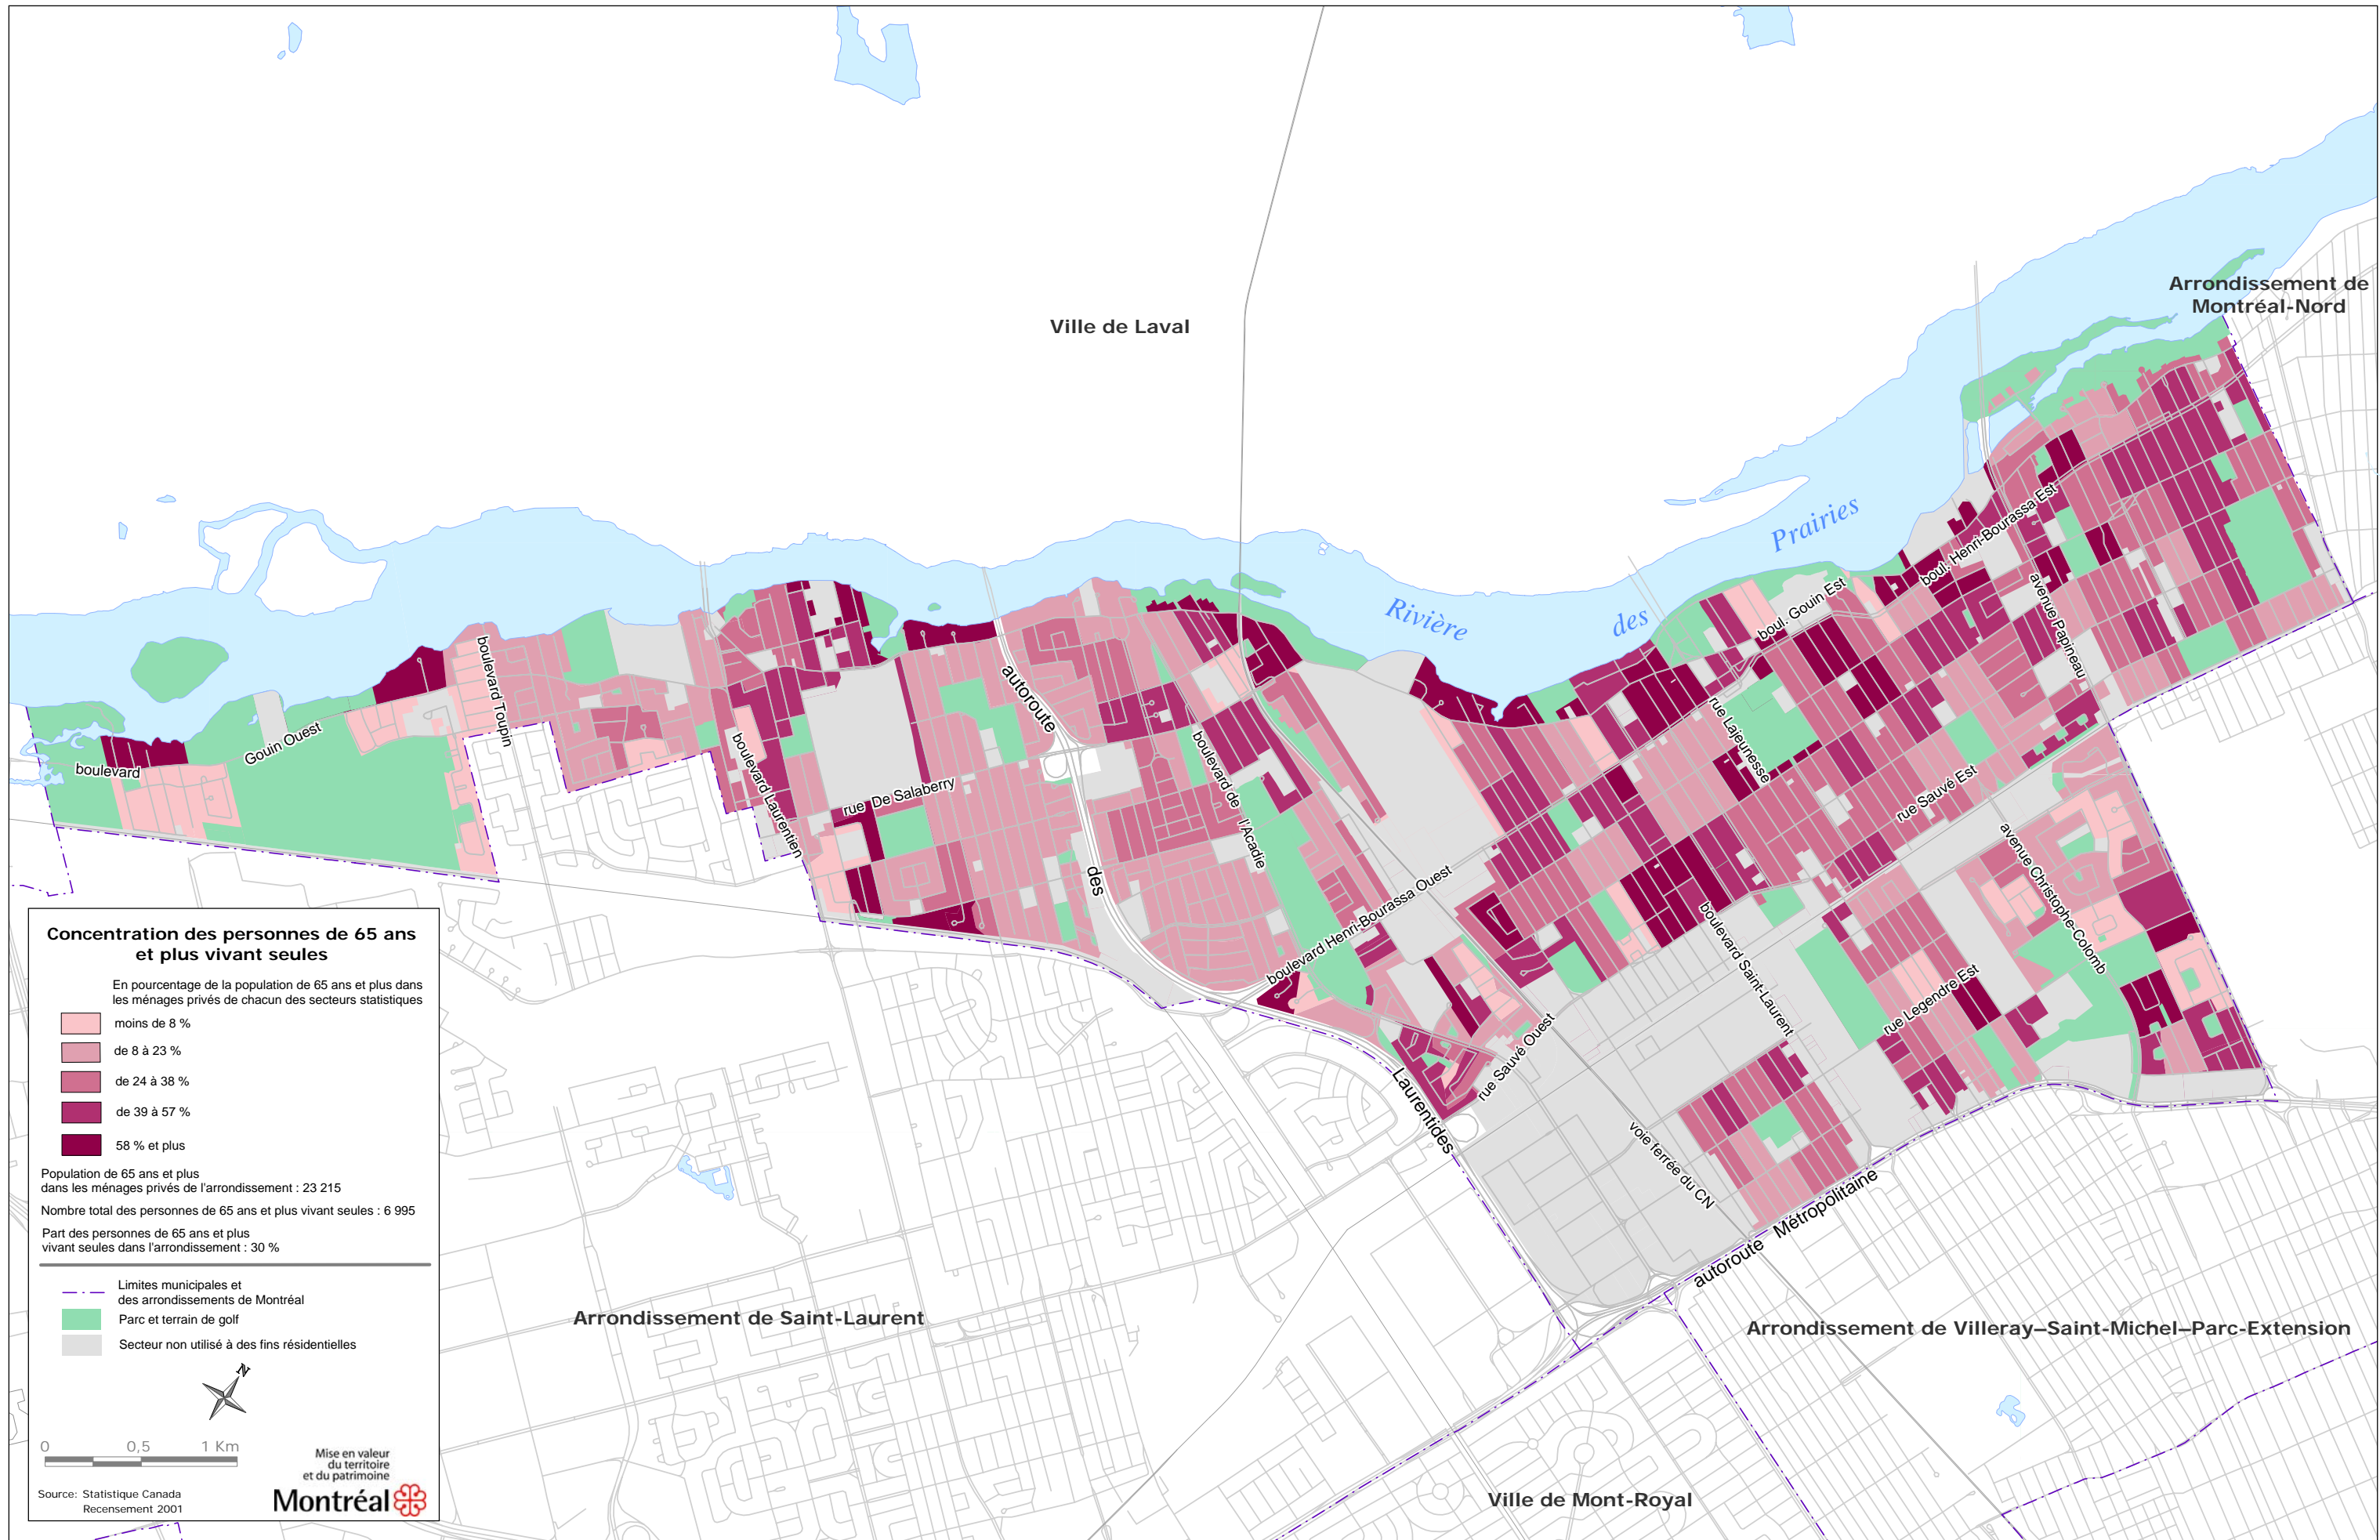 Arrondissement de
Montréal-Nord
Ville de Laval
Rivière
des
Prairies
boulevard
Gouin Ouest
boulevard Toupin
boulevard Laurentien
rue De Salaberry
autoroute
des
Laurentides
boulevard de
l'Acadie
boulevard Henri-Bourassa Ouest
rue Sauvé Ouest
boul. Gouin Est
boul. Henri-Bourassa Est
avenue Papineau
rue Lajeunesse
rue Sauvé Est
avenue Christophe-Colomb
boulevard Saint-Laurent
rue Legendre Est
voie ferrée du CN
autoroute Métropolitaine
Arrondissement de Saint-Laurent
Arrondissement de Villeray–Saint-Michel–Parc-Extension
Ville de Mont-Royal
Concentration des personnes de 65 ans
et plus vivant seules
En pourcentage de la population de 65 ans et plus dans
les ménages privés de chacun des secteurs statistiques
moins de 8 %
de 8 à 23 %
de 24 à 38 %
de 39 à 57 %
58 % et plus
Population de 65 ans et plus
dans les ménages privés de l'arrondissement : 23 215
Nombre total des personnes de 65 ans et plus vivant seules : 6 995
Part des personnes de 65 ans et plus
vivant seules dans l'arrondissement : 30 %
Limites municipales et
des arrondissements de Montréal
Parc et terrain de golf
Secteur non utilisé à des fins résidentielles
N
0 0,5 1 Km
Mise en valeur
du territoire
et du patrimoine
Montréal
Source: Statistique Canada
Recensement 2001